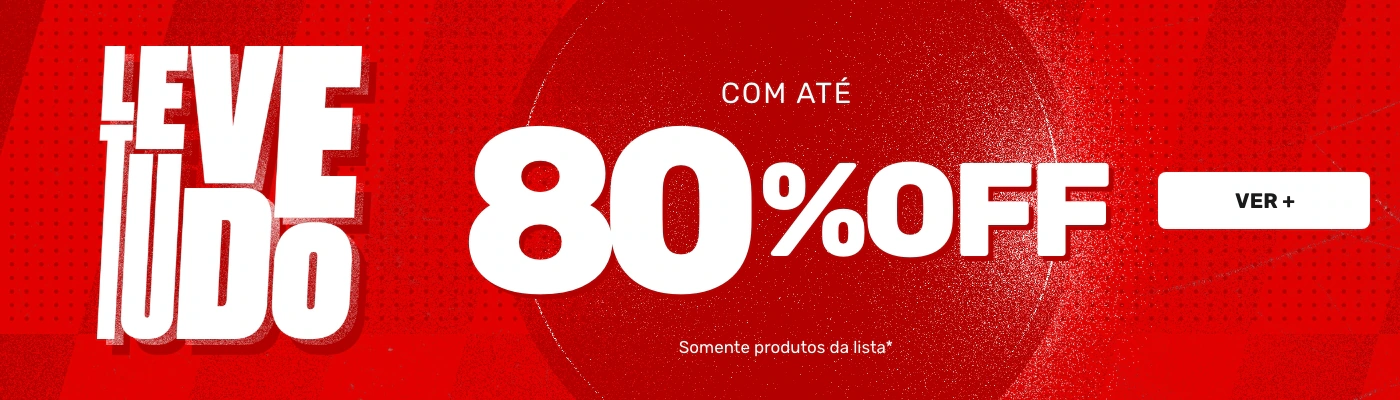 LEVE
TUDO
COM ATÉ
80%OFF
Somente produtos da lista*
VER +